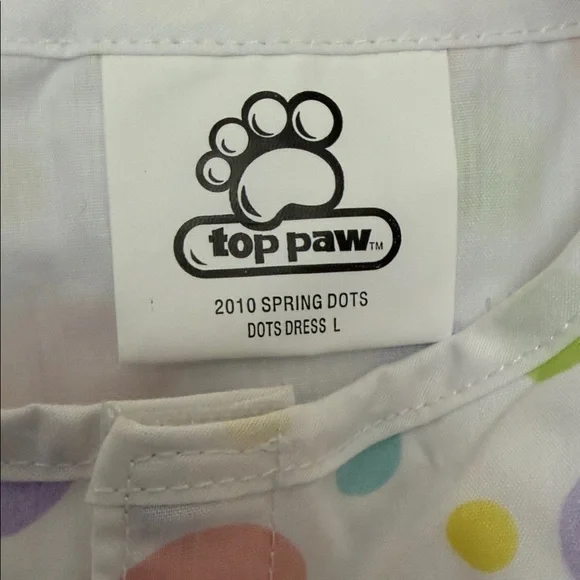 top paw™
2010 SPRING DOTS
DOTS DRESS L